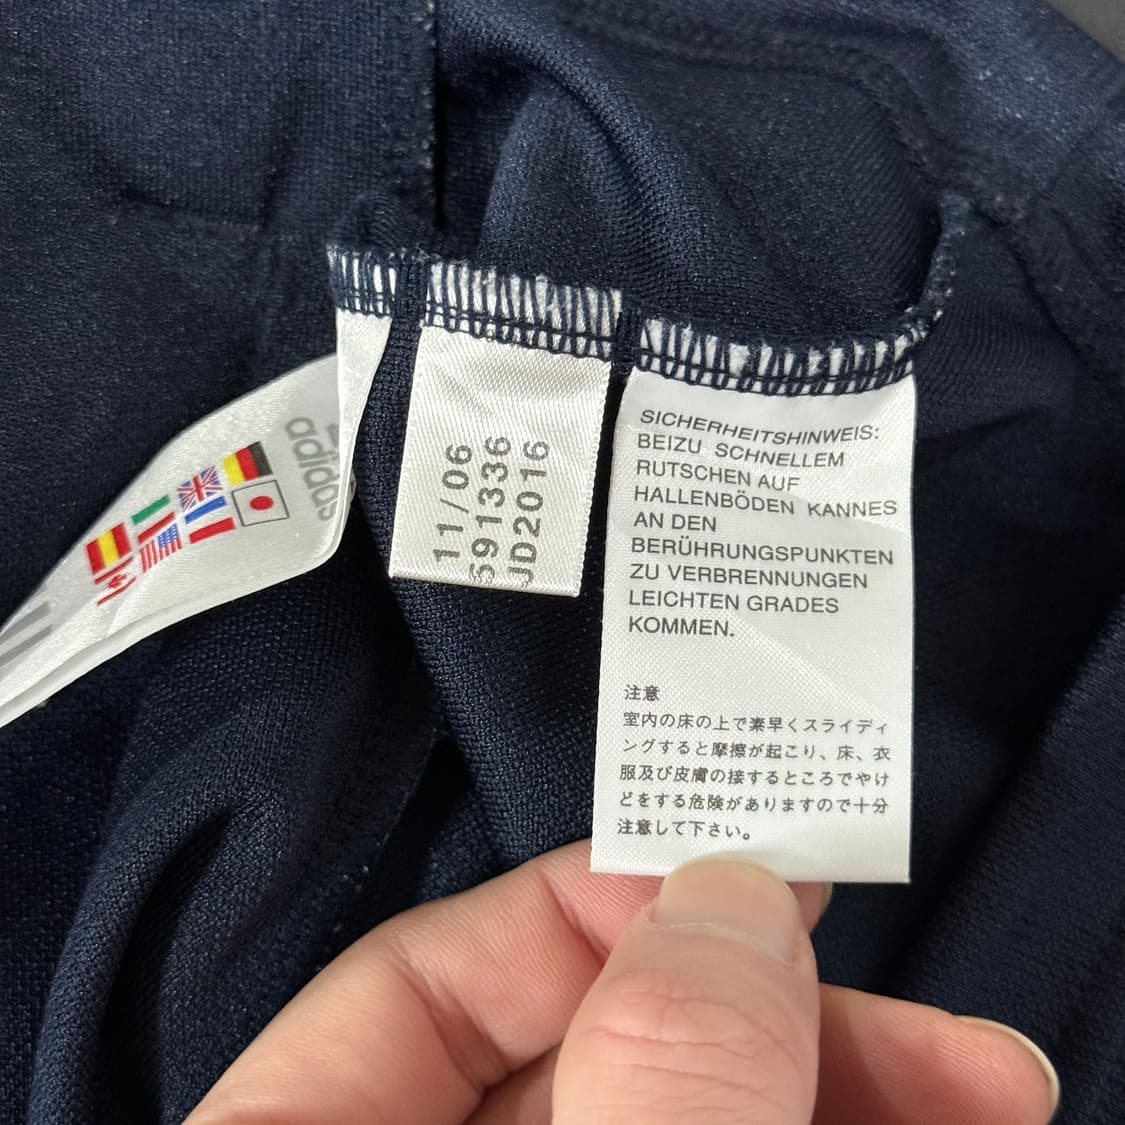 adidas
11/06
591336
JD2016
SICHERHEITSHINWEIS:
BEIZU SCHNELLEM
RUTSCHEN AUF
HALLENBÖDEN KANNES
AN DEN
BERÜHRUNGSPUNKTEN
ZU VERBRENNUNGEN
LEICHTEN GRADES
KOMMEN.
注意
室内の床の上で素早くスライディ
ングすると摩擦が起こり、床、衣
服及び皮膚の接するところでやけ
どをする危険がありますので十分
注意して下さい。